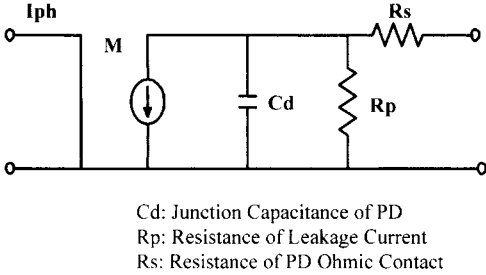 Iph
Rs
M
Cd
Rp
Cd: Junction Capacitance of PD
Rp: Resistance of Leakage Current
Rs: Resistance of PD Ohmic Contact